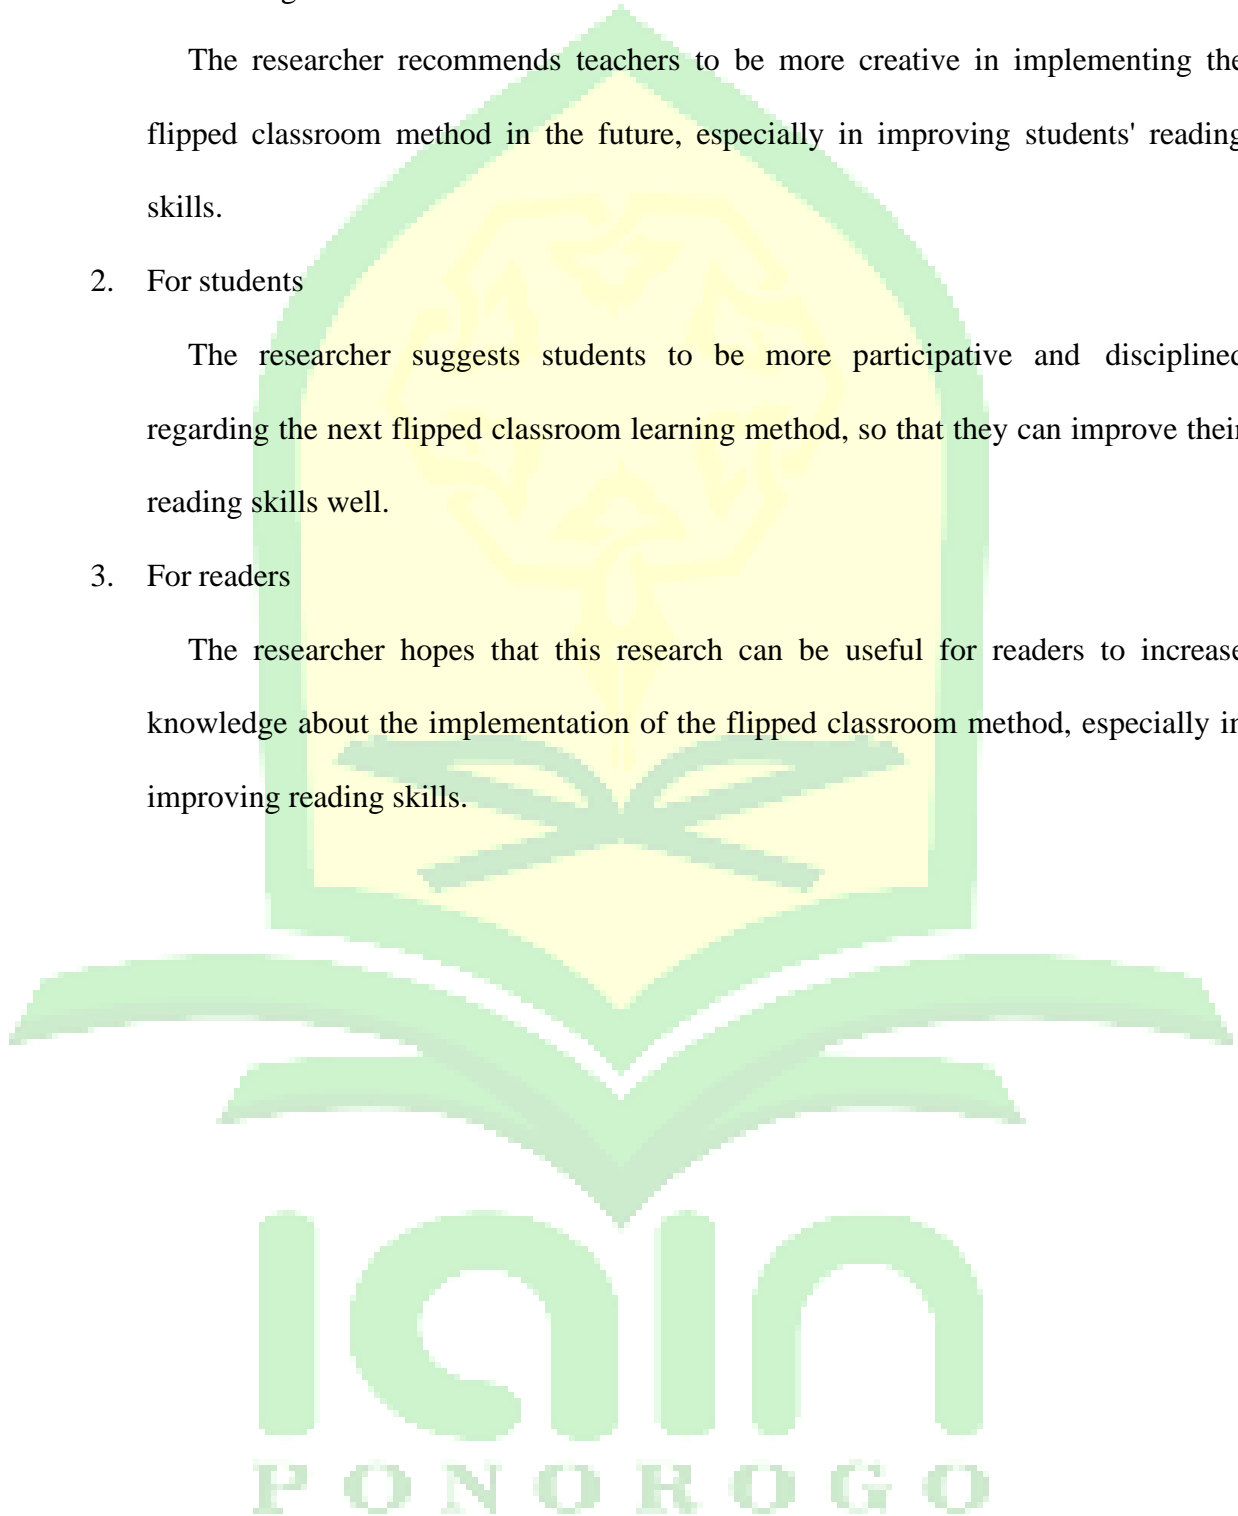 The researcher recommends teachers to be more creative in implementing the
flipped classroom method in the future, especially in improving students' reading
skills.
2. For students
The researcher suggests students to be more participative and disciplined
regarding the next flipped classroom learning method, so that they can improve their
reading skills well.
3. For readers
The researcher hopes that this research can be useful for readers to increase
knowledge about the implementation of the flipped classroom method, especially in
improving reading skills.
iain
PONOROGO